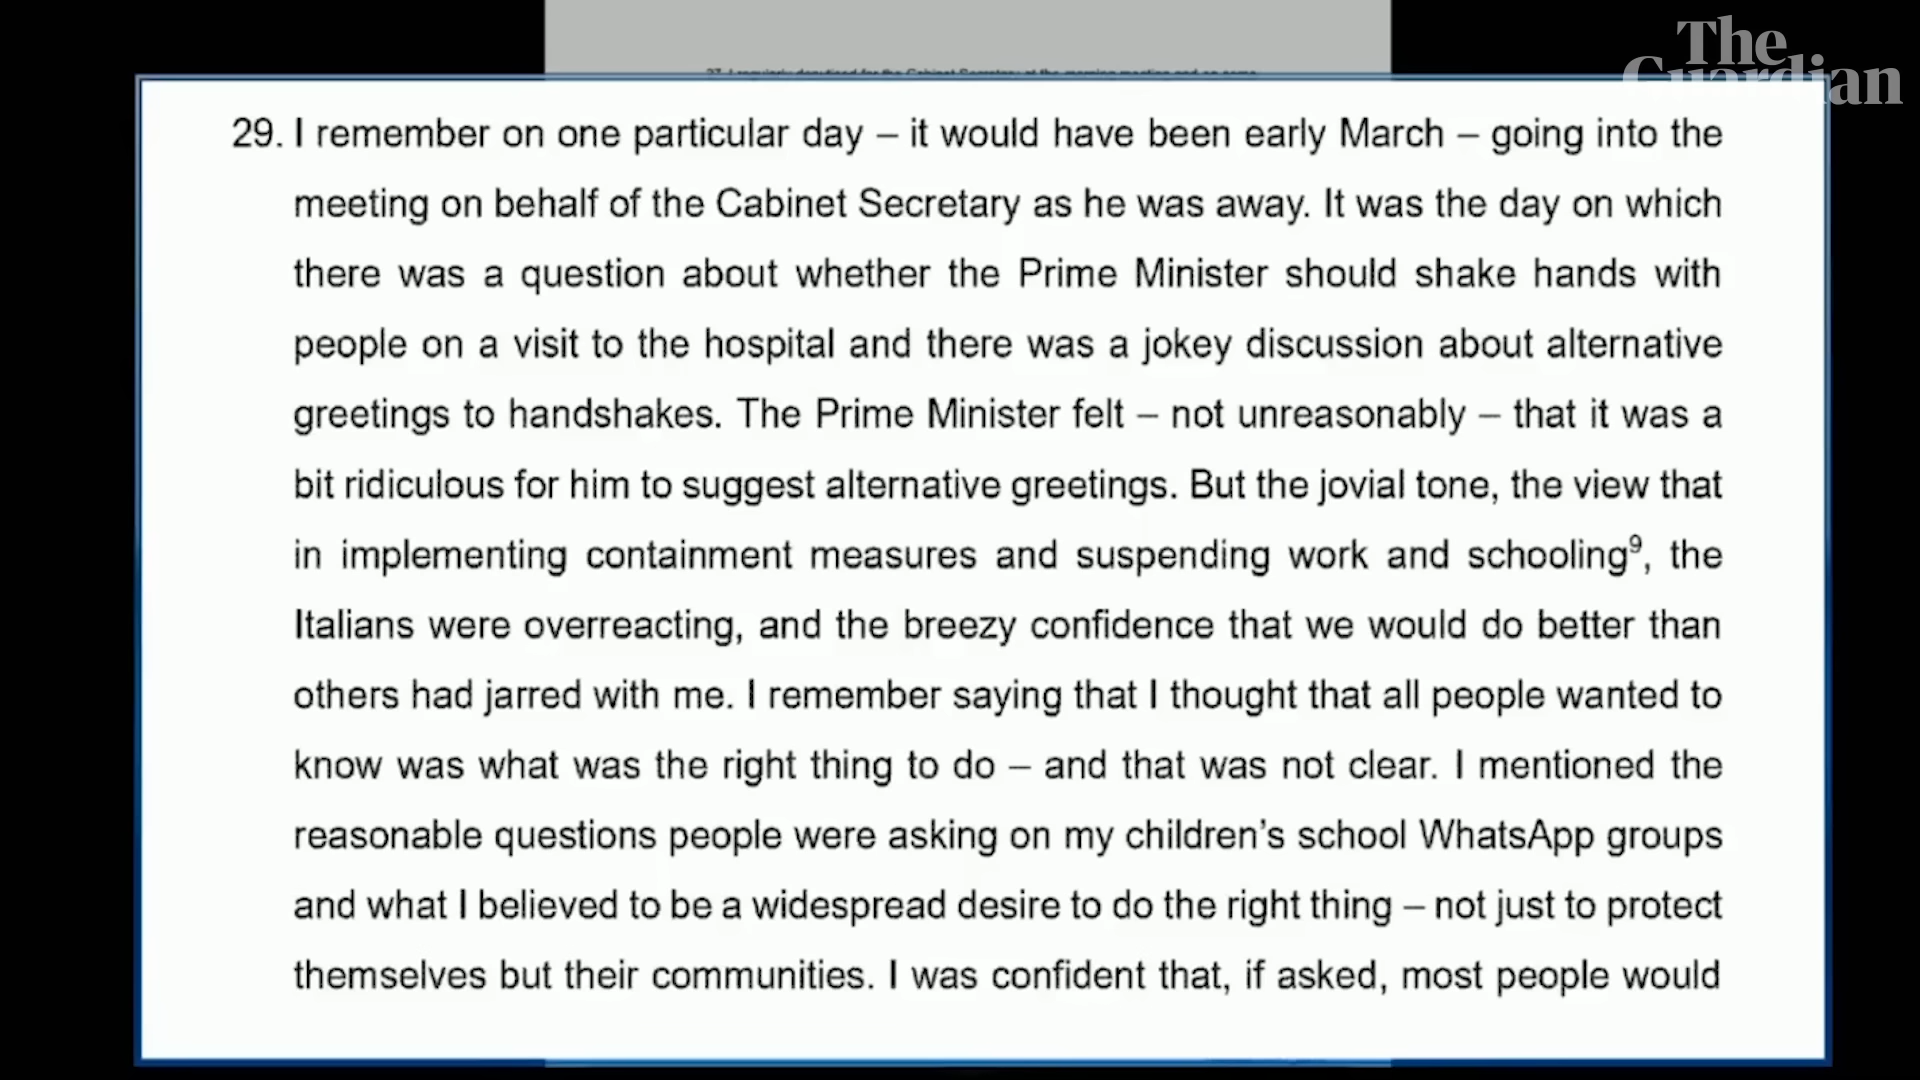 The
Guardian
29. I remember on one particular day – it would have been early March – going into the
meeting on behalf of the Cabinet Secretary as he was away. It was the day on which
there was a question about whether the Prime Minister should shake hands with
people on a visit to the hospital and there was a jokey discussion about alternative
greetings to handshakes. The Prime Minister felt – not unreasonably – that it was a
bit ridiculous for him to suggest alternative greetings. But the jovial tone, the view that
in implementing containment measures and suspending work and schooling⁹, the
Italians were overreacting, and the breezy confidence that we would do better than
others had jarred with me. I remember saying that I thought that all people wanted to
know was what was the right thing to do – and that was not clear. I mentioned the
reasonable questions people were asking on my children’s school WhatsApp groups
and what I believed to be a widespread desire to do the right thing – not just to protect
themselves but their communities. I was confident that, if asked, most people would